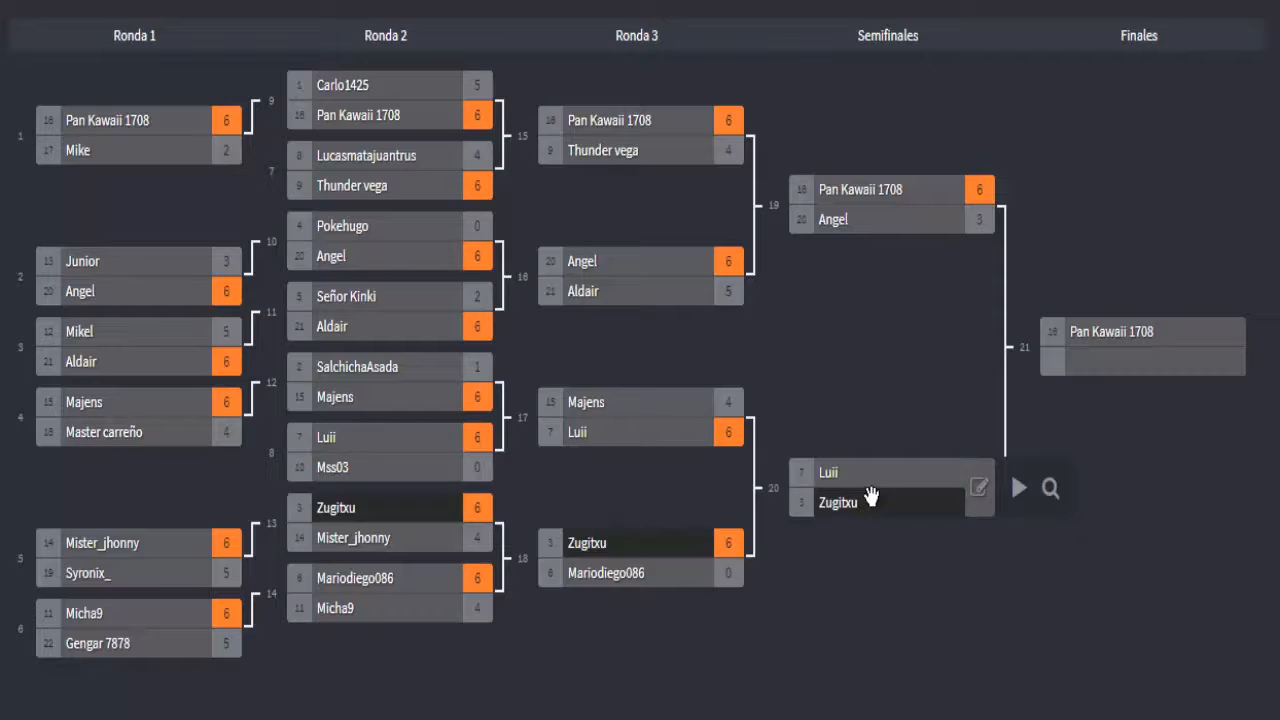 Ronda 1 Ronda 2 Ronda 3 Semifinales Finales
1
Pan Kawaii 1708 6
17 Mike 2
2
13 Junior 3
20 Angel 6
3
12 Mikel 5
21 Aldair 6
4
Majens 6
Master carreño 4
5
14 Mister_jhonny 6
19 Syronix_ 5
6
11 Micha9 6
22 Gengar 7878 5
9
1 Carlo1425 5
Pan Kawaii 1708 6
7
8 Lucasmatajuantrus 4
9 Thunder vega 6
10
4 Pokehugo 0
20 Angel 6
11
5 Señor Kinki 2
21 Aldair 6
12
2 SalchichaAsada 1
15 Majens 6
8
7 Luii 6
10 Mss03 0
13
3 Zugitxu 6
14 Mister_jhonny 4
14
6 Mariodiego086 6
11 Micha9 4
15
Pan Kawaii 1708 6
9 Thunder vega 4
16
20 Angel 6
21 Aldair 5
17
15 Majens 4
7 Luii 6
18
3 Zugitxu 6
6 Mariodiego086 0
19
Pan Kawaii 1708 6
20 Angel 3
20
7 Luii
3 Zugitxu
21
Pan Kawaii 1708